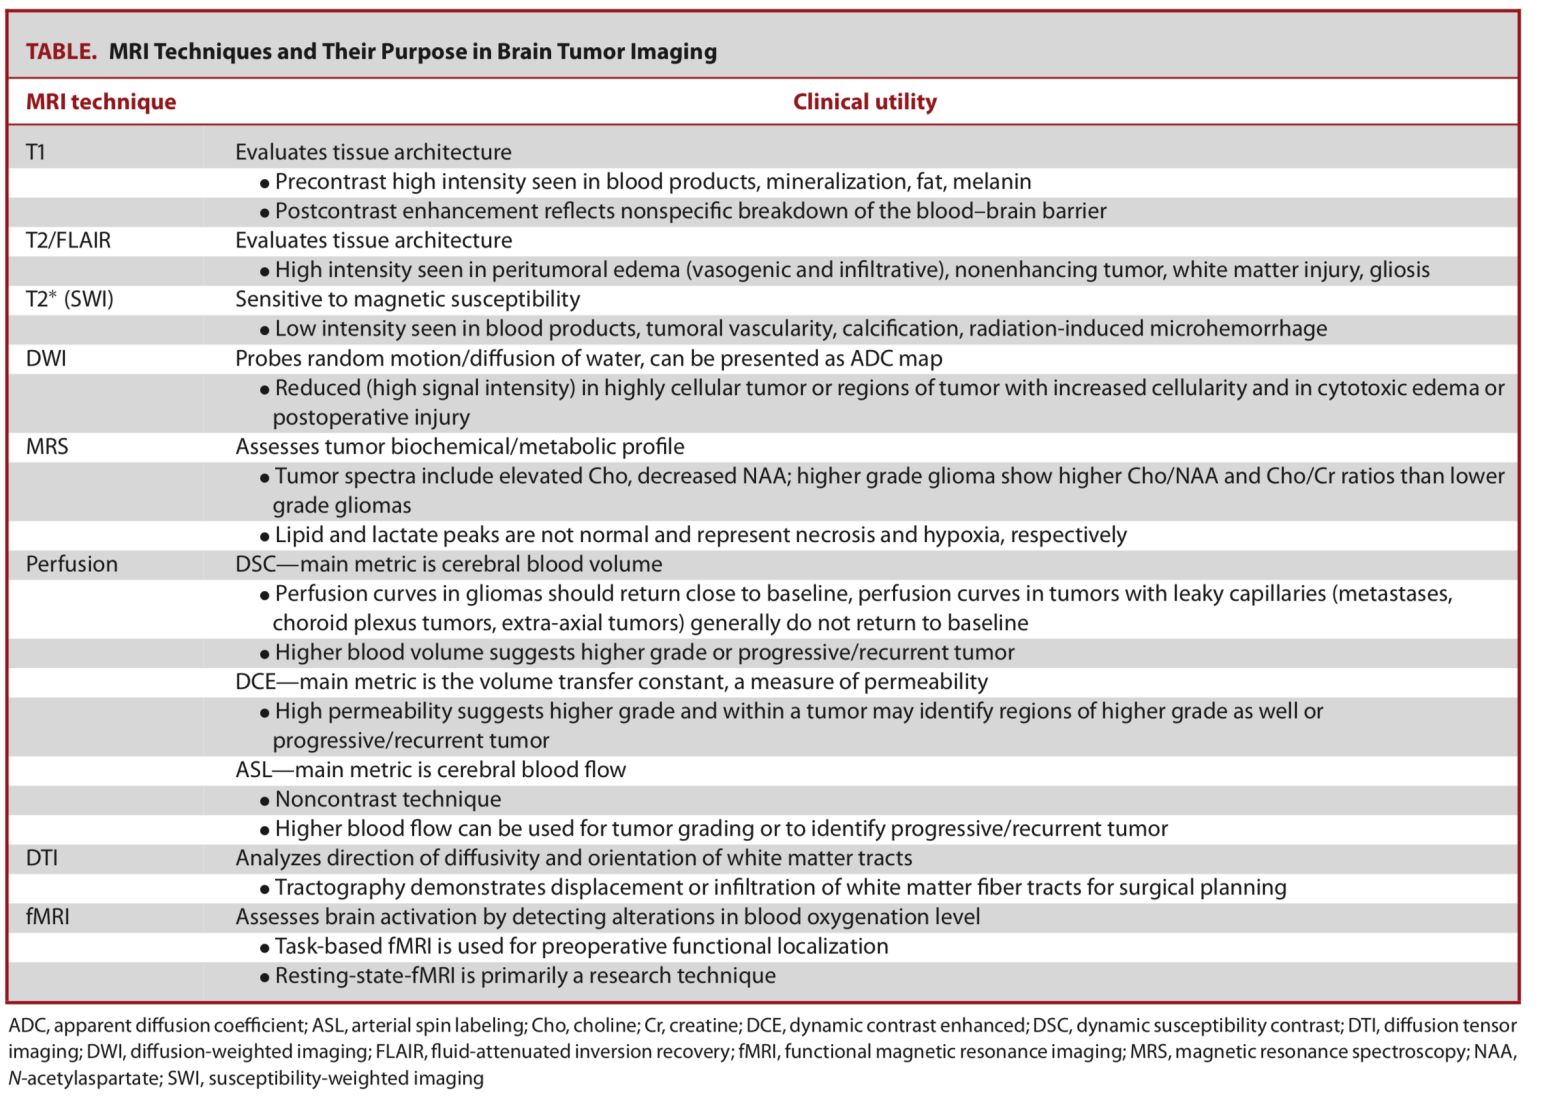 TABLE. MRI Techniques and Their Purpose in Brain Tumor Imaging
MRI technique Clinical utility
T1 Evaluates tissue architecture
• Precontrast high intensity seen in blood products, mineralization, fat, melanin
• Postcontrast enhancement reflects nonspecific breakdown of the blood–brain barrier
T2/FLAIR Evaluates tissue architecture
• High intensity seen in peritumoral edema (vasogenic and infiltrative), nonenhancing tumor, white matter injury, gliosis
T2* (SWI) Sensitive to magnetic susceptibility
• Low intensity seen in blood products, tumoral vascularity, calcification, radiation-induced microhemorrhage
DWI Probes random motion/diffusion of water, can be presented as ADC map
• Reduced (high signal intensity) in highly cellular tumor or regions of tumor with increased cellularity and in cytotoxic edema or
postoperative injury
MRS Assesses tumor biochemical/metabolic profile
• Tumor spectra include elevated Cho, decreased NAA; higher grade glioma show higher Cho/NAA and Cho/Cr ratios than lower
grade gliomas
• Lipid and lactate peaks are not normal and represent necrosis and hypoxia, respectively
Perfusion DSC—main metric is cerebral blood volume
• Perfusion curves in gliomas should return close to baseline, perfusion curves in tumors with leaky capillaries (metastases,
choroid plexus tumors, extra-axial tumors) generally do not return to baseline
• Higher blood volume suggests higher grade or progressive/recurrent tumor
DCE—main metric is the volume transfer constant, a measure of permeability
• High permeability suggests higher grade and within a tumor may identify regions of higher grade as well or
progressive/recurrent tumor
ASL—main metric is cerebral blood flow
• Noncontrast technique
• Higher blood flow can be used for tumor grading or to identify progressive/recurrent tumor
DTI Analyzes direction of diffusivity and orientation of white matter tracts
• Tractography demonstrates displacement or infiltration of white matter fiber tracts for surgical planning
fMRI Assesses brain activation by detecting alterations in blood oxygenation level
• Task-based fMRI is used for preoperative functional localization
• Resting-state-fMRI is primarily a research technique
ADC, apparent diffusion coefficient; ASL, arterial spin labeling; Cho, choline; Cr, creatine; DCE, dynamic contrast enhanced; DSC, dynamic susceptibility contrast; DTI, diffusion tensor
imaging; DWI, diffusion-weighted imaging; FLAIR, fluid-attenuated inversion recovery; fMRI, functional magnetic resonance imaging; MRS, magnetic resonance spectroscopy; NAA,
N-acetylaspartate; SWI, susceptibility-weighted imaging